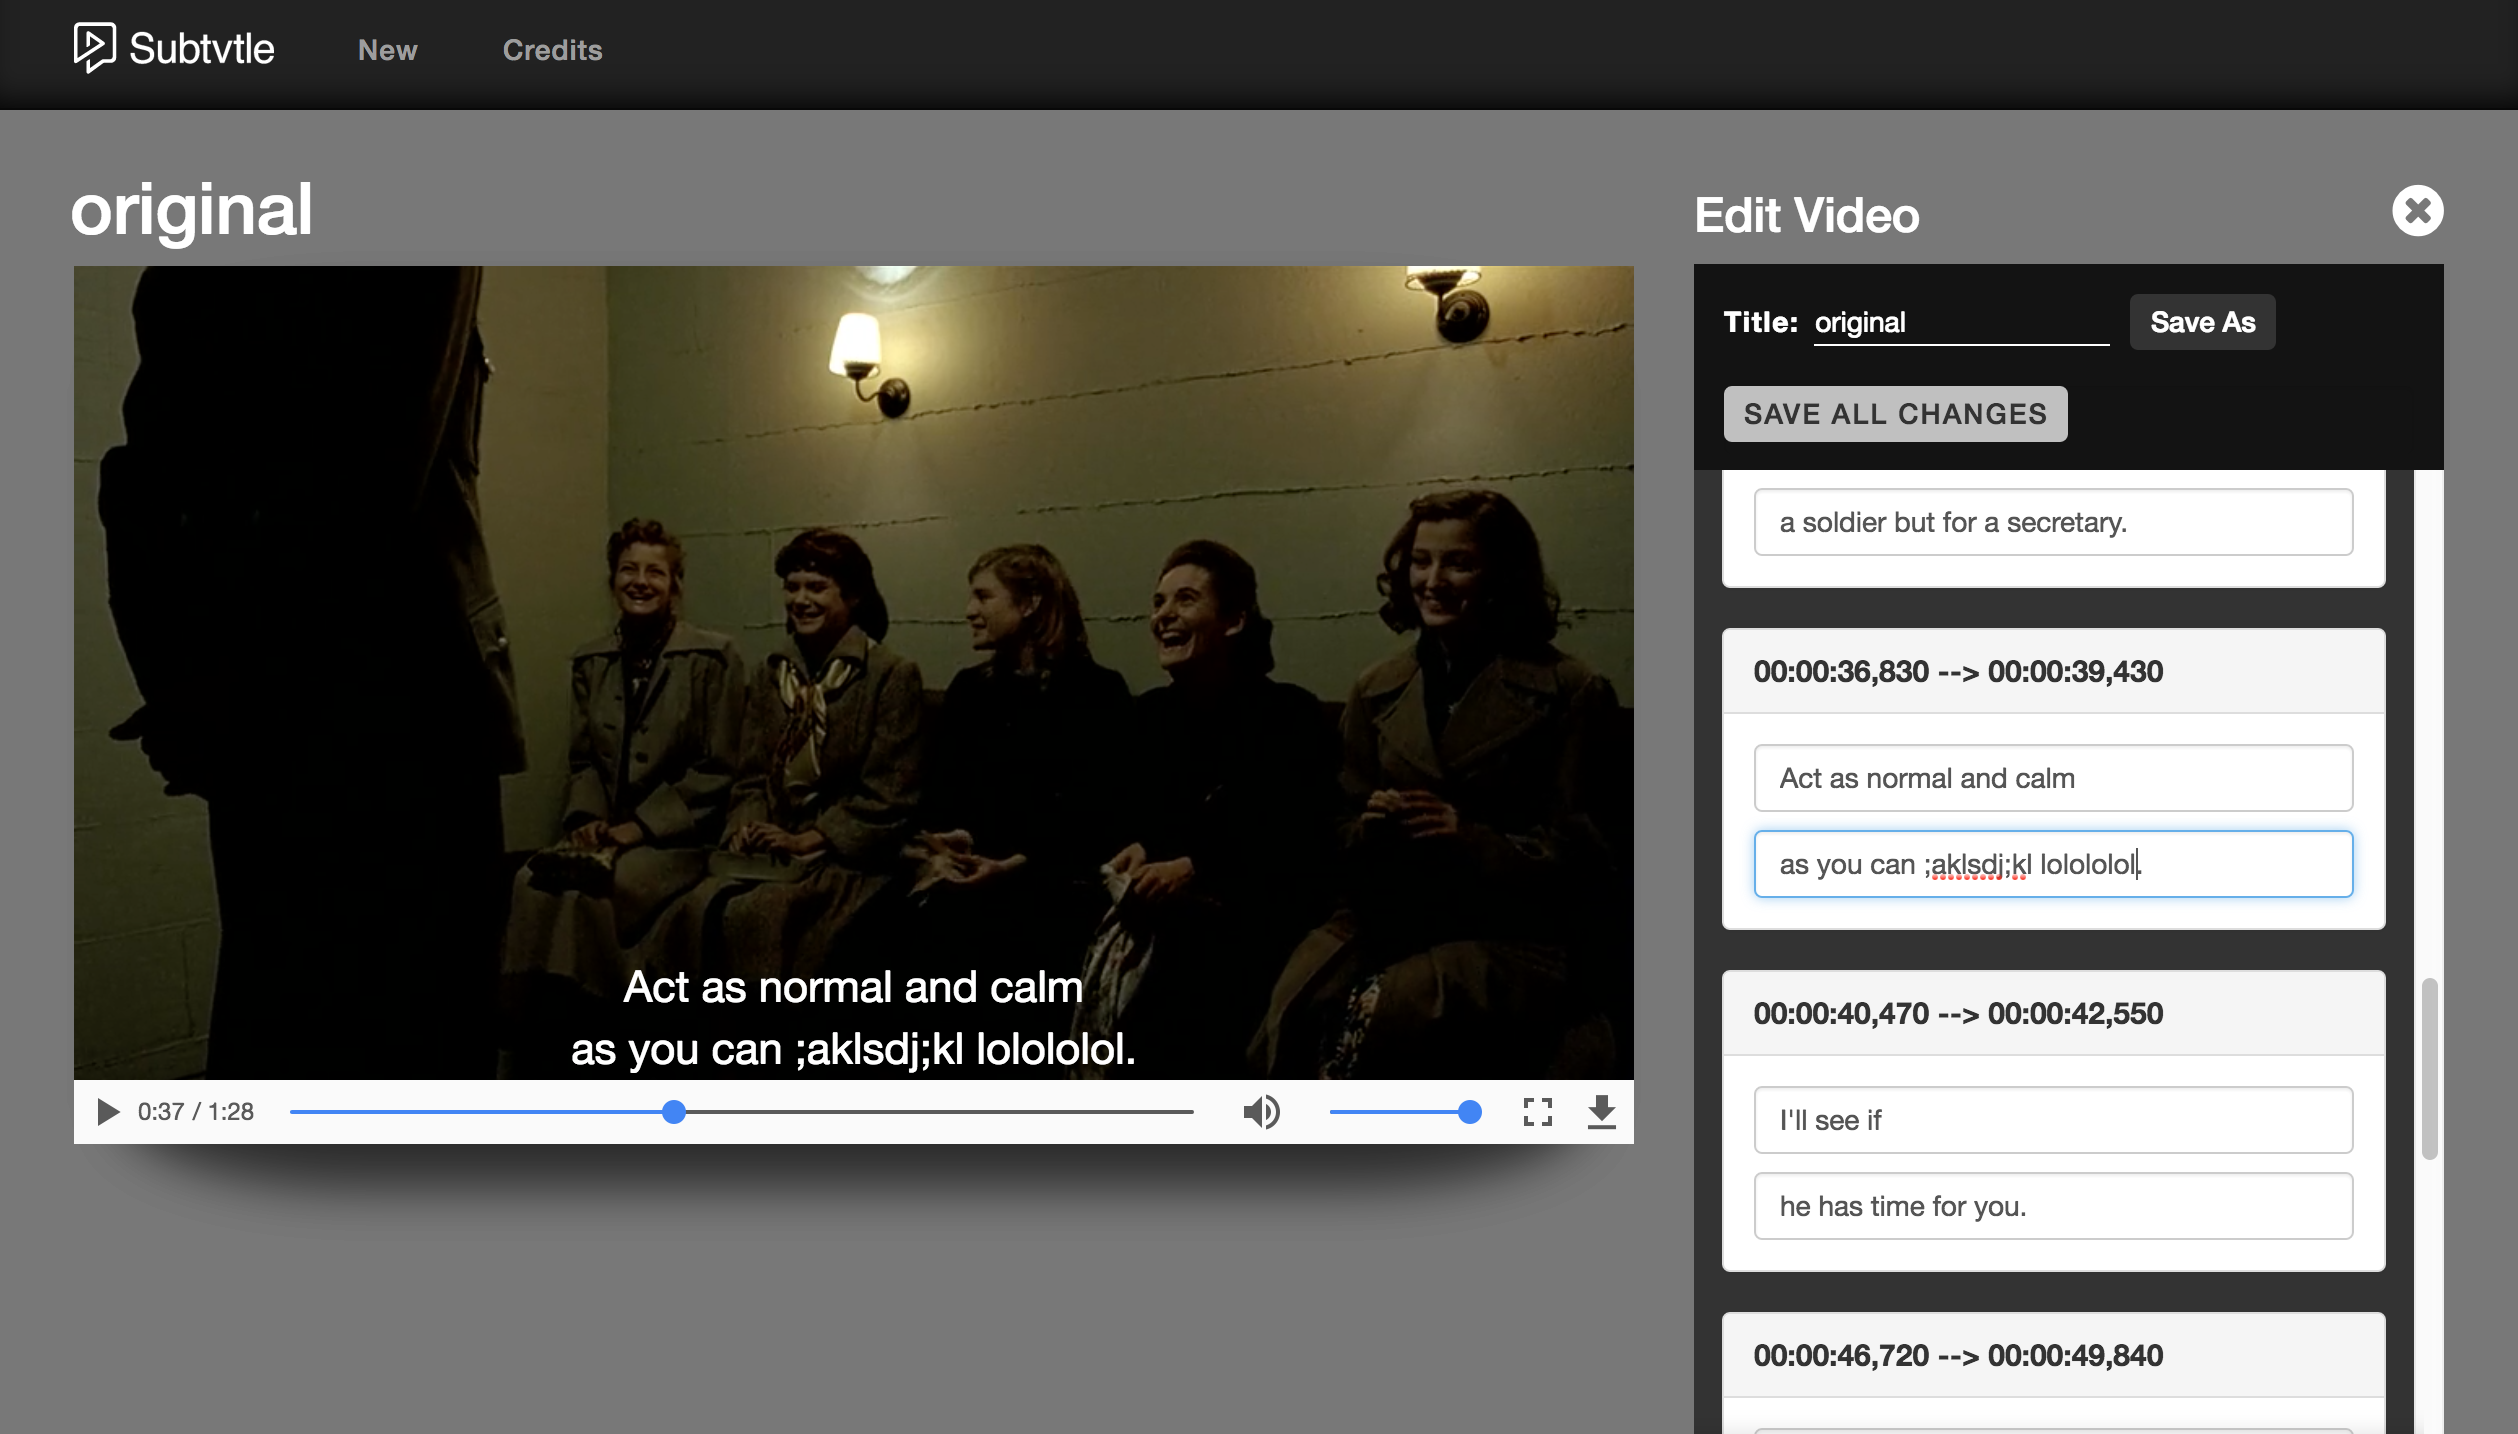 Subtvtle
New
Credits
original
Edit Video
Title: original
Save As
SAVE ALL CHANGES
a soldier but for a secretary.
00:00:36,830 --> 00:00:39,430
Act as normal and calm
as you can ;aklsdj;kl lolololol.
00:00:40,470 --> 00:00:42,550
I'll see if
he has time for you.
00:00:46,720 --> 00:00:49,840
Act as normal and calm
as you can ;aklsdj;kl lolololol.
0:37 / 1:28